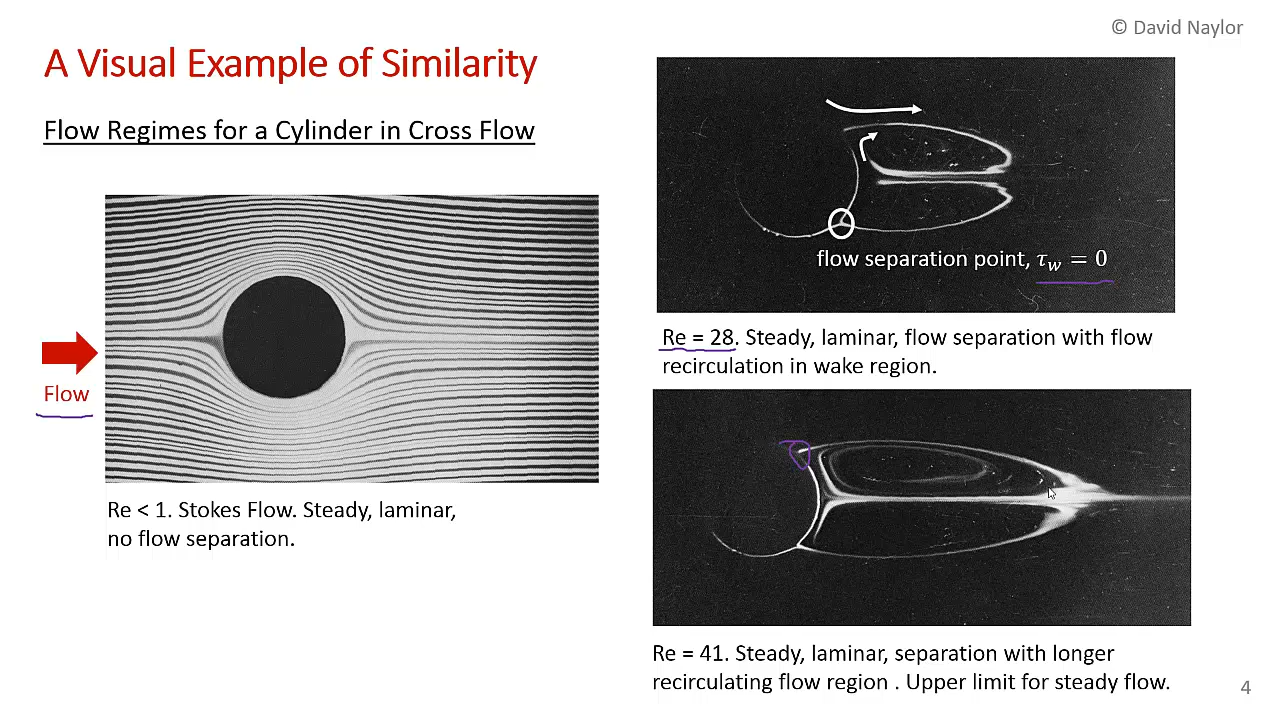 © David Naylor
A Visual Example of Similarity
Flow Regimes for a Cylinder in Cross Flow
Flow
Re < 1. Stokes Flow. Steady, laminar,
no flow separation.
flow separation point, τ_w = 0
Re = 28. Steady, laminar, flow separation with flow
recirculation in wake region.
Re = 41. Steady, laminar, separation with longer
recirculating flow region . Upper limit for steady flow.
4